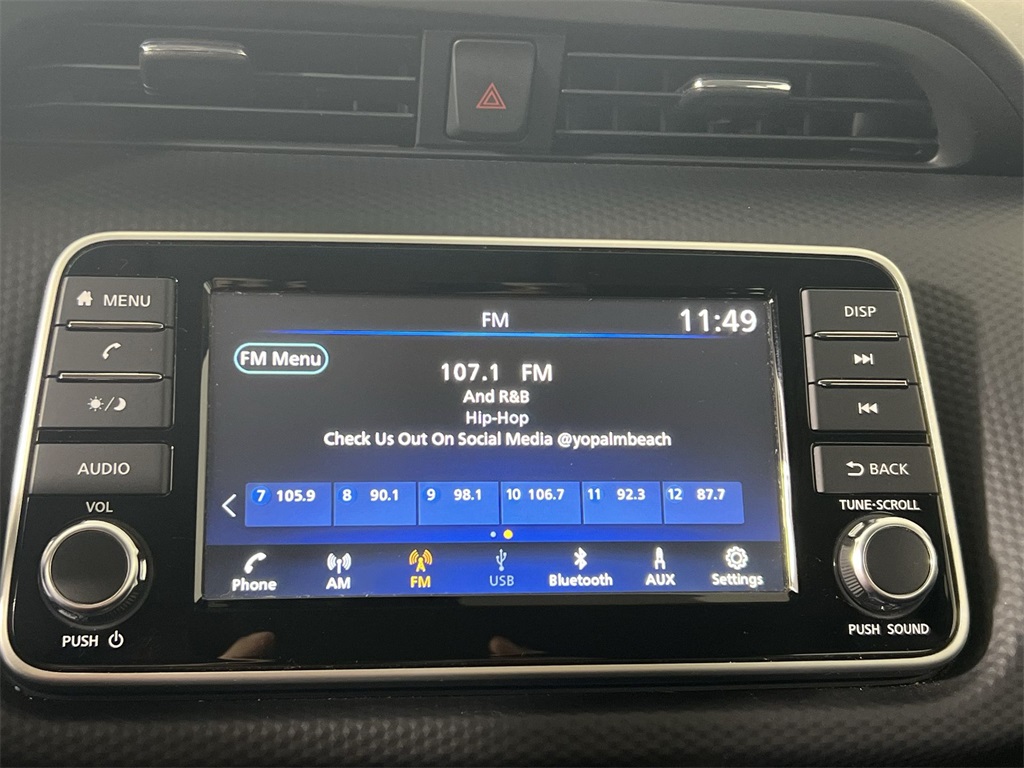 MENU
AUDIO
VOL
PUSH
FM
11:49
FM Menu
107.1 FM
And R&B
Hip-Hop
Check Us Out On Social Media @yopalmbeach
7 105.9 8 90.1 9 98.1 10 106.7 11 92.3 12 87.7
Phone AM FM USB Bluetooth AUX Settings
DISP
BACK
TUNE·SCROLL
PUSH SOUND